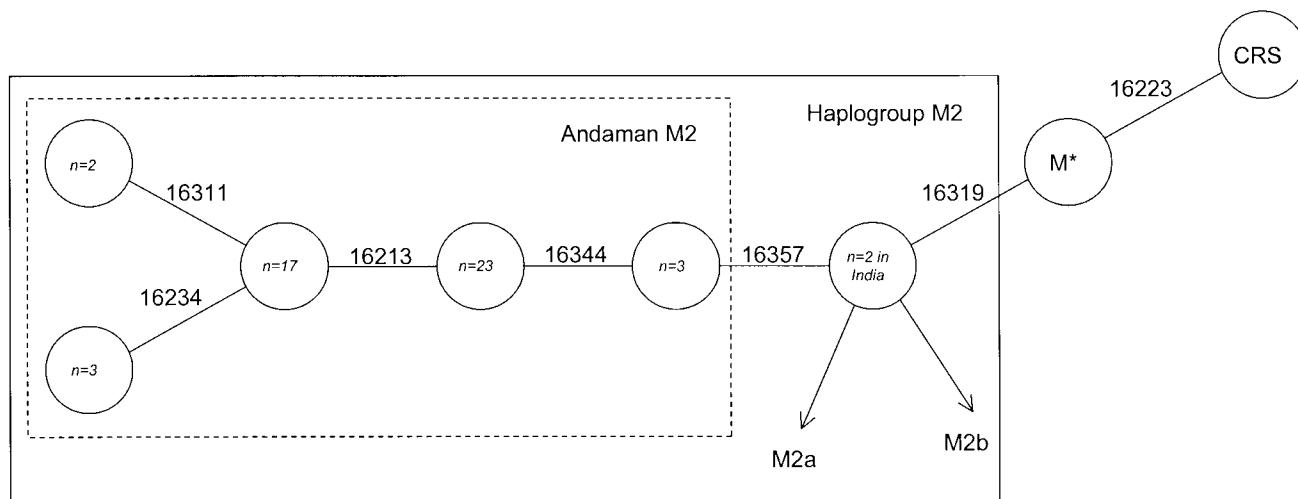 CRS
16223
Haplogroup M2
Andaman M2
n=2
M*
16311
16319
n=17
16213
n=23
16344
n=3
16357
n=2 in
India
16234
n=3
M2a
M2b